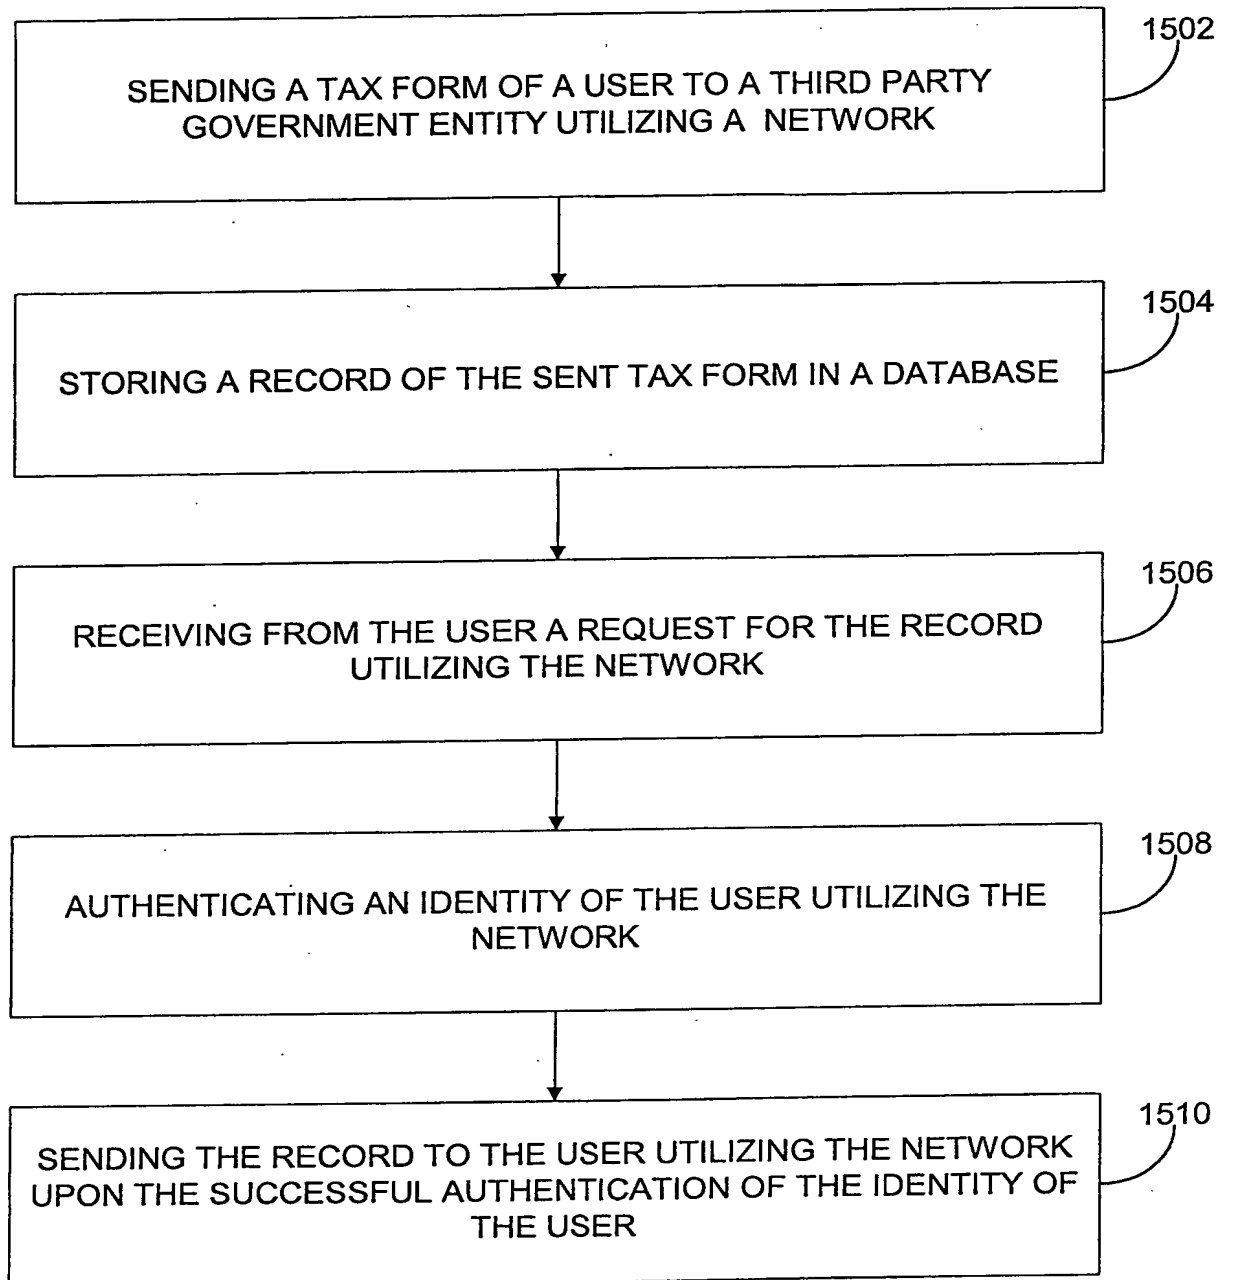 1502
SENDING A TAX FORM OF A USER TO A THIRD PARTY
GOVERNMENT ENTITY UTILIZING A NETWORK
1504
STORING A RECORD OF THE SENT TAX FORM IN A DATABASE
1506
RECEIVING FROM THE USER A REQUEST FOR THE RECORD
UTILIZING THE NETWORK
1508
AUTHENTICATING AN IDENTITY OF THE USER UTILIZING THE
NETWORK
1510
SENDING THE RECORD TO THE USER UTILIZING THE NETWORK
UPON THE SUCCESSFUL AUTHENTICATION OF THE IDENTITY OF
THE USER